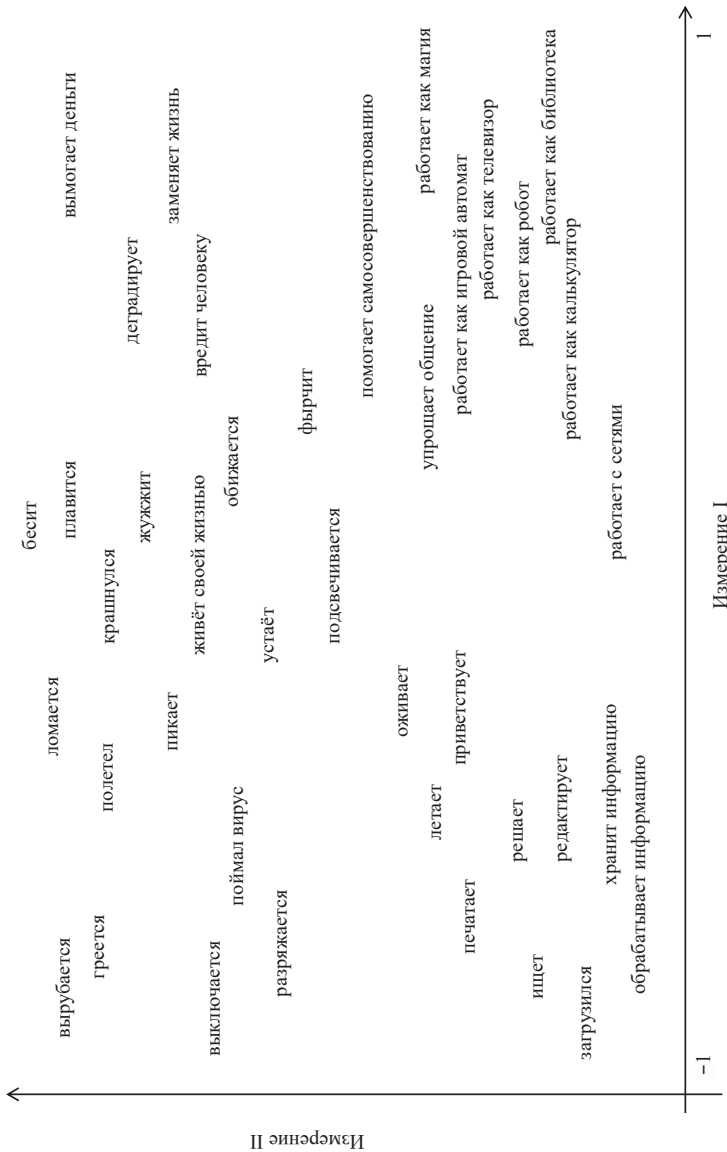 бесит
вымогает деньги
плавится
ломается
вырубается
греется
деградирует
крашнулся
полетел
заменяет жизнь
жужжит
пикает
вредит человеку
живёт своей жизнью
обижается
поймал вирус
выключается
устаёт
разряжается
фырчит
подсвечивается
помогает самосовершенствованию
оживает
работает как магия
упрощает общение
летает
работает как игровой автомат
приветствует
печатает
работает как телевизор
работает как робот
решает
ищет
работает как библиотека
работает как калькулятор
редактирует
загрузился
работает с сетями
хранит информацию
обрабатывает информацию
1
Измерение I
–1
Измерение II